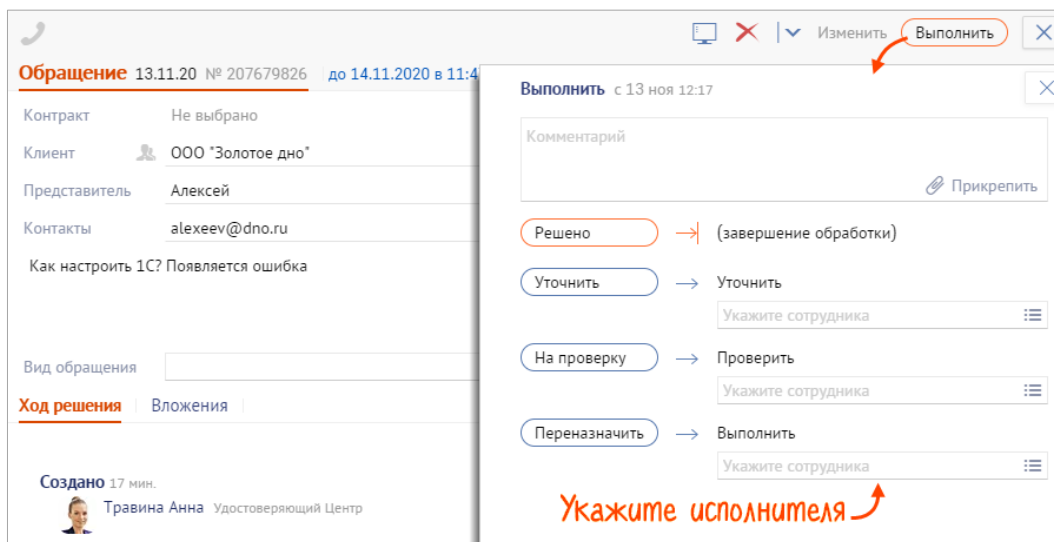 Изменить Выполнить
Обращение 13.11.20 № 207679826 до 14.11.2020 в 11:4
Контракт Не выбрано
Клиент ООО "Золотое дно"
Представитель Алексей
Контакты alexeev@dno.ru
Как настроить 1С? Появляется ошибка
Вид обращения
Ход решения Вложения
Создано 17 мин.
Травина Анна Удостоверяющий Центр
Выполнить с 13 ноя 12:17
Комментарий
Прикрепить
Решено (завершение обработки)
Уточнить Уточнить
Укажите сотрудника
На проверку Проверить
Укажите сотрудника
Переназначить Выполнить
Укажите сотрудника
Укажите исполнителя